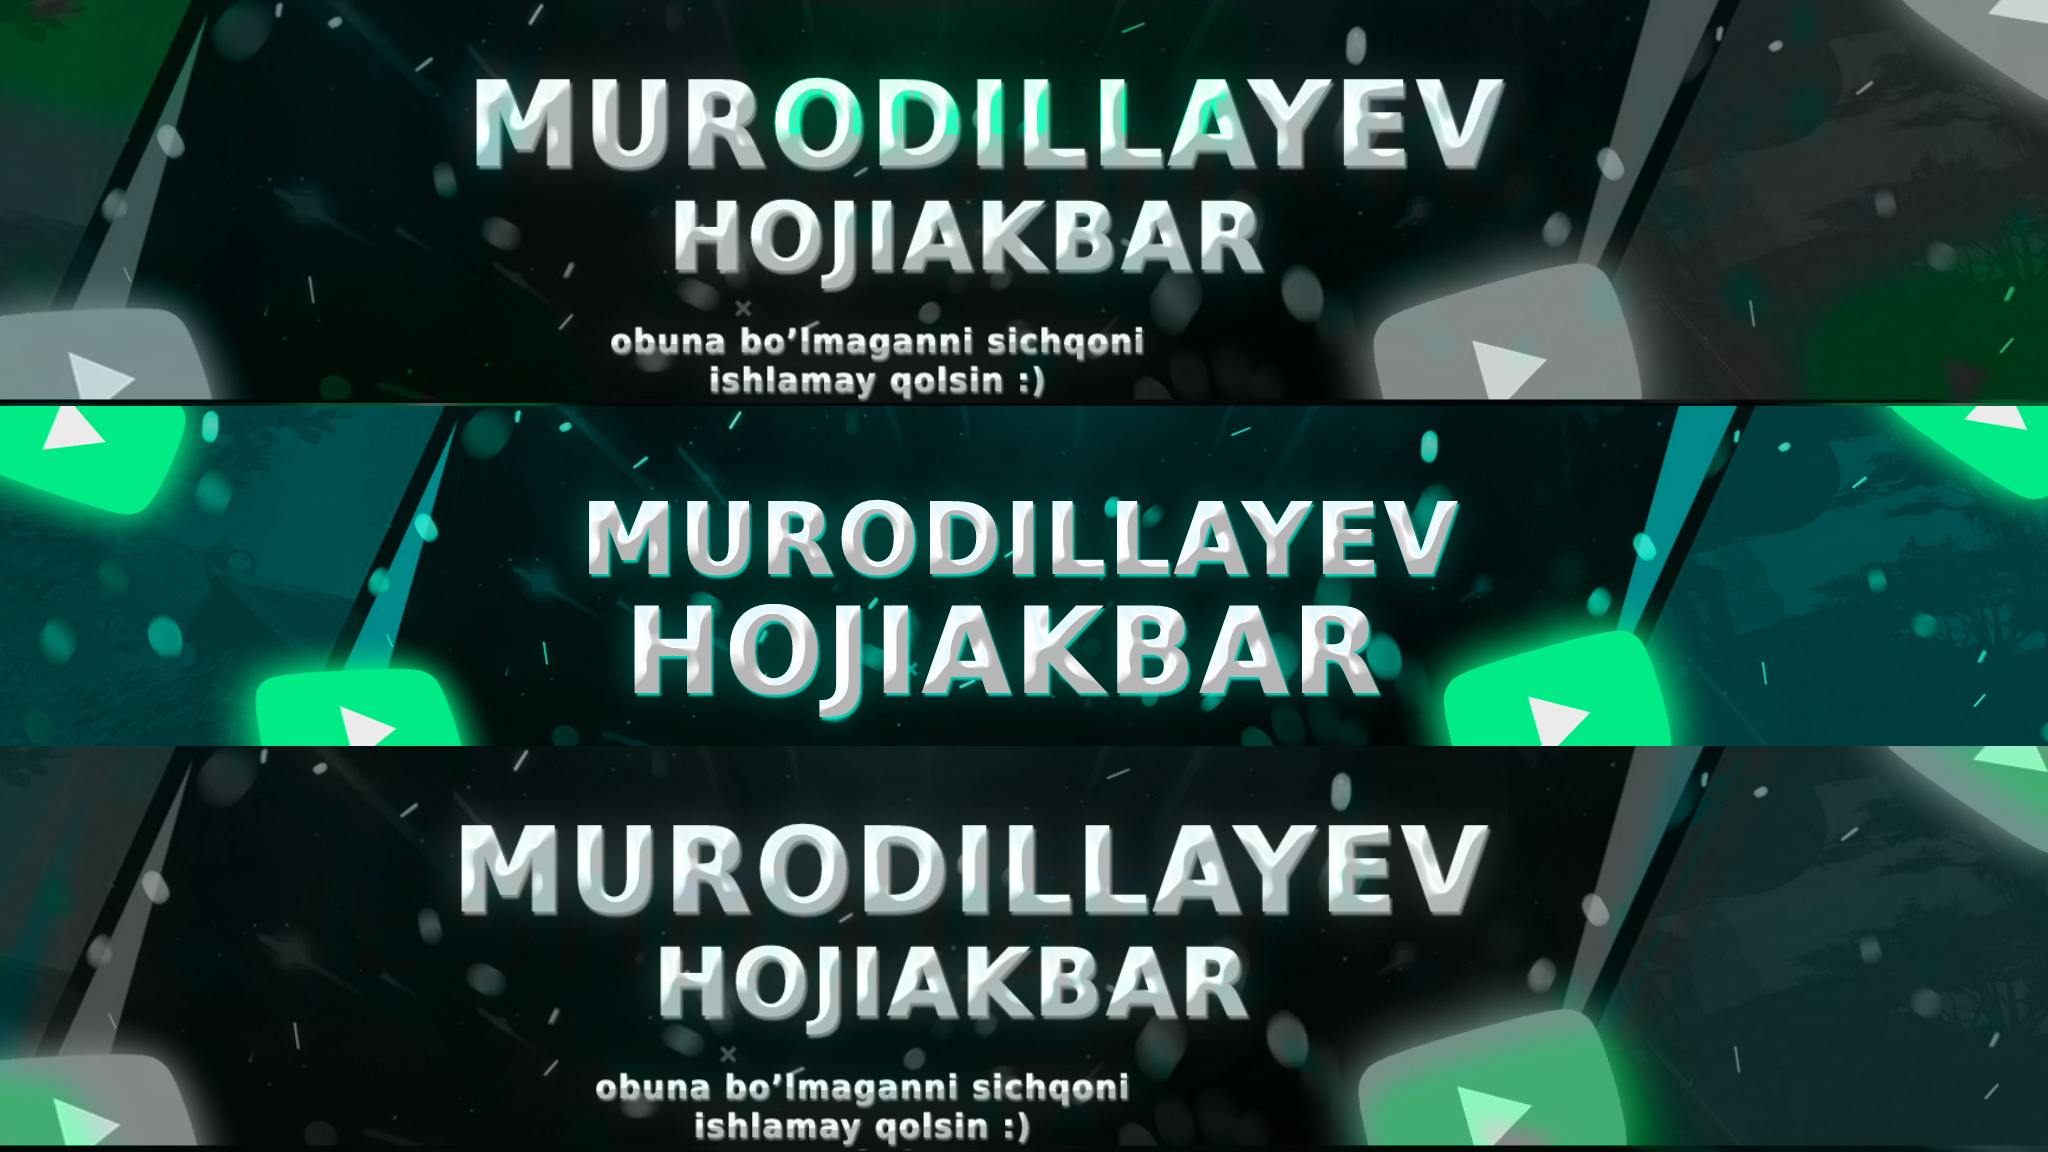 MURODILLAYEV
HOJIAKBAR
obuna bo’lmaganni sichqoni
ishlamay qolsin :)
MURODILLAYEV
HOJIAKBAR
MURODILLAYEV
HOJIAKBAR
obuna bo’lmaganni sichqoni
ishlamay qolsin :)